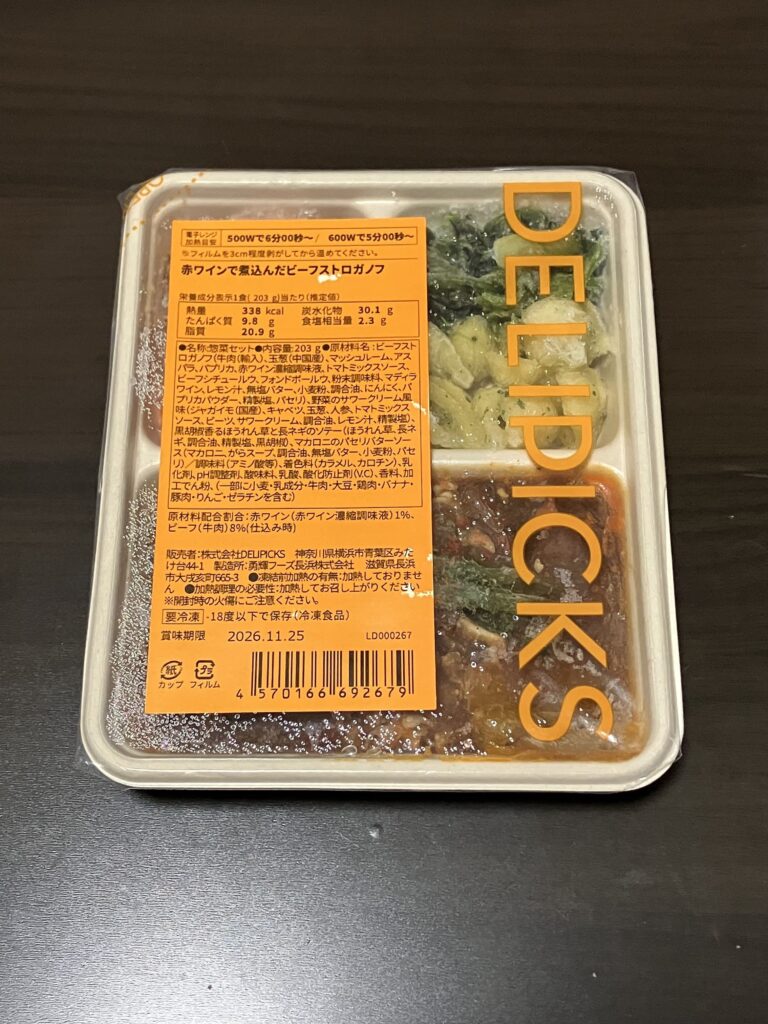 DELIPICKS
電子レンジ
加熱目安
500Wで6分00秒～/ 600Wで5分00秒～
※フィルムを3cm程度剥がしてから温めてください。
赤ワインで煮込んだビーフストロガノフ
栄養成分表示1食( 203 g)当たり(推定値)
熱量 338 kcal 炭水化物 30.1 g
たんぱく質 9.8 g 食塩相当量 2.3 g
脂質 20.9 g
●名称:惣菜セット●内容量:203 g●原材料名:ビーフスト
ロガノフ(牛肉(輸入)、玉葱(中国産)、マッシュルーム、アス
パラ、パプリカ、赤ワイン濃縮調味液、トマトミックスソース、
ビーフシチュールウ、フォンドボールウ、粉末調味料、マディラ
ワイン、レモン汁、無塩バター、小麦粉、調合油、にんにく、パ
プリカパウダー、精製塩、パセリ)、野菜のサワークリーム風
味(ジャガイモ(国産)、キャベツ、玉葱、人参、トマトミックス
ソース、ビーツ、サワークリーム、調合油、レモン汁、精製塩)、
黒胡椒香るほうれん草と長ネギのソテー(ほうれん草、長ネ
ギ、調合油、精製塩、黒胡椒)、マカロニのパセリバターソー
ス(マカロニ、がらスープ、調合油、無塩バター、小麦粉、パセ
リ)／調味料(アミノ酸等)、着色料(カラメル、カロチン)、乳
化剤、pH調整剤、酸味料、乳酸、酸化防止剤(V.C)、香料、加
工でん粉、(一部に小麦・乳成分・牛肉・大豆・鶏肉・バナナ・
豚肉・りんご・ゼラチンを含む)
原材料配合割合:赤ワイン(赤ワイン濃縮調味液)1%、
ビーフ(牛肉)8%(仕込み時)
販売者:株式会社DELIPICKS 神奈川県横浜市青葉区みた
け台44-1 製造所:勇輝フーズ長浜株式会社 滋賀県長浜
市大戌亥町665-3 ●凍結前加熱の有無:加熱しておりませ
ん ●加熱調理の必要性:加熱してお召し上がりください
※開封時の火傷にご注意ください。
要冷凍 -18度以下で保存(冷凍食品)
賞味期限 2026.11.25 LD000267
紙 プラ
カップ フィルム
4 570166 692679